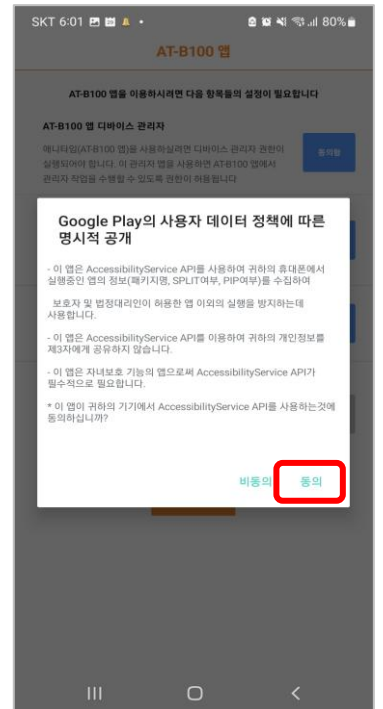 SKT 6:01 80%
AT-B100 앱
AT-B100 앱을 이용하시려면 다음 항목들의 설정이 필요합니다
AT-B100 앱 디바이스 관리자
애니타임(AT-B100 앱)을 사용하실려면 디바이스 관리자 권한이
실행되어야 합니다. 이 관리자 앱을 사용하면 AT-B100 앱에서
관리자 작업을 수행할 수 있도록 권한이 허용됩니다
동의함
Google Play의 사용자 데이터 정책에 따른
명시적 공개
- 이 앱은 AccessibilityService API를 사용하여 귀하의 휴대폰에서
실행중인 앱의 정보(패키지명, SPLIT여부, PIP여부)를 수집하여
보호자 및 법정대리인이 허용한 앱 이외의 실행을 방지하는데
사용합니다.
- 이 앱은 AccessibilityService API를 이용하여 귀하의 개인정보를
제3자에게 공유하지 않습니다.
- 이 앱은 자녀보호 기능의 앱으로써 AccessibilityService API가
필수적으로 필요합니다.
* 이 앱이 귀하의 기기에서 AccessibilityService API를 사용하는것에
동의하십니까?
비동의 동의